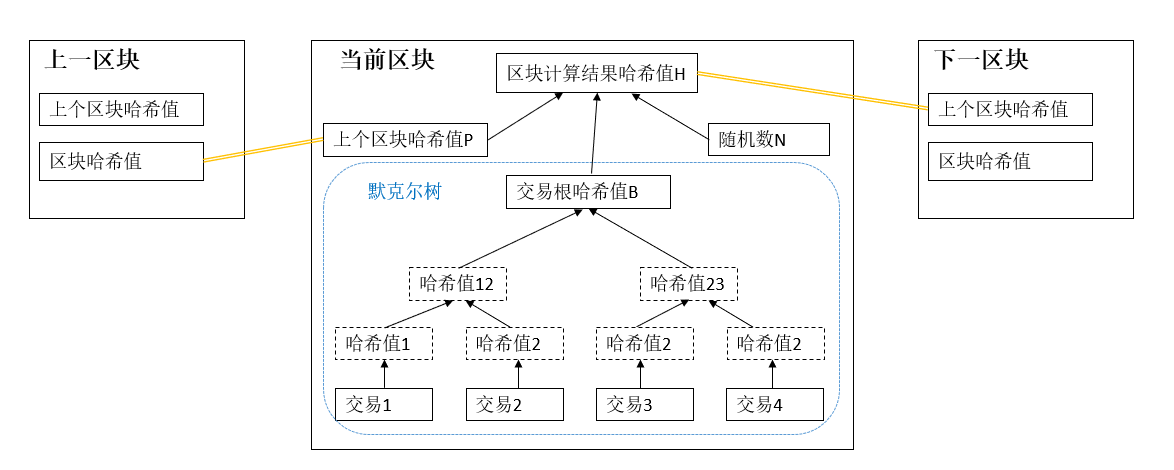 上一区块
上个区块哈希值
区块哈希值
当前区块
区块计算结果哈希值H
上个区块哈希值P
随机数N
默克尔树
交易根哈希值B
哈希值12
哈希值23
哈希值1
哈希值2
哈希值2
哈希值2
交易1
交易2
交易3
交易4
下一区块
上个区块哈希值
区块哈希值